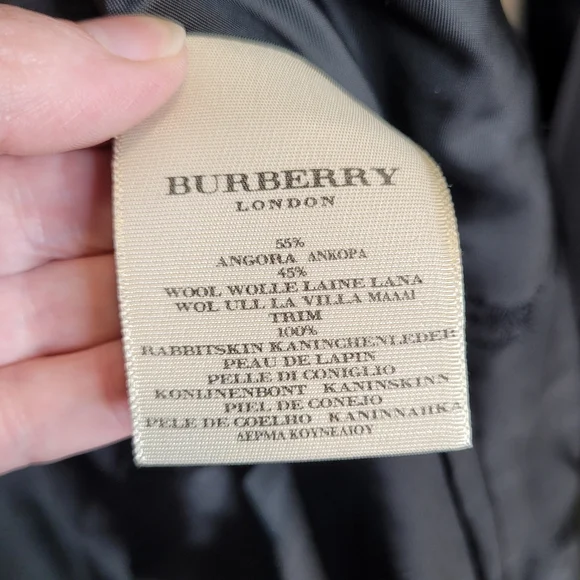 BURBERRY
LONDON
55%
ANGORA ΑΝΚΟΡΑ
45%
WOOL WOLLE LAINE LANA
WOL ULL LA VILLA ΜΑΛΛΙ
TRIM
100%
RABBITSKIN KANINCHENLEDER
PEAU DE LAPIN
PELLE DI CONIGLIO
KONIJNENBONT KANINSKINN
PIEL DE CONEJO
PELE DE COELHO KANINNAHKA
ΔΕΡΜΑ ΚΟΥΝΕΛΙΟΥ